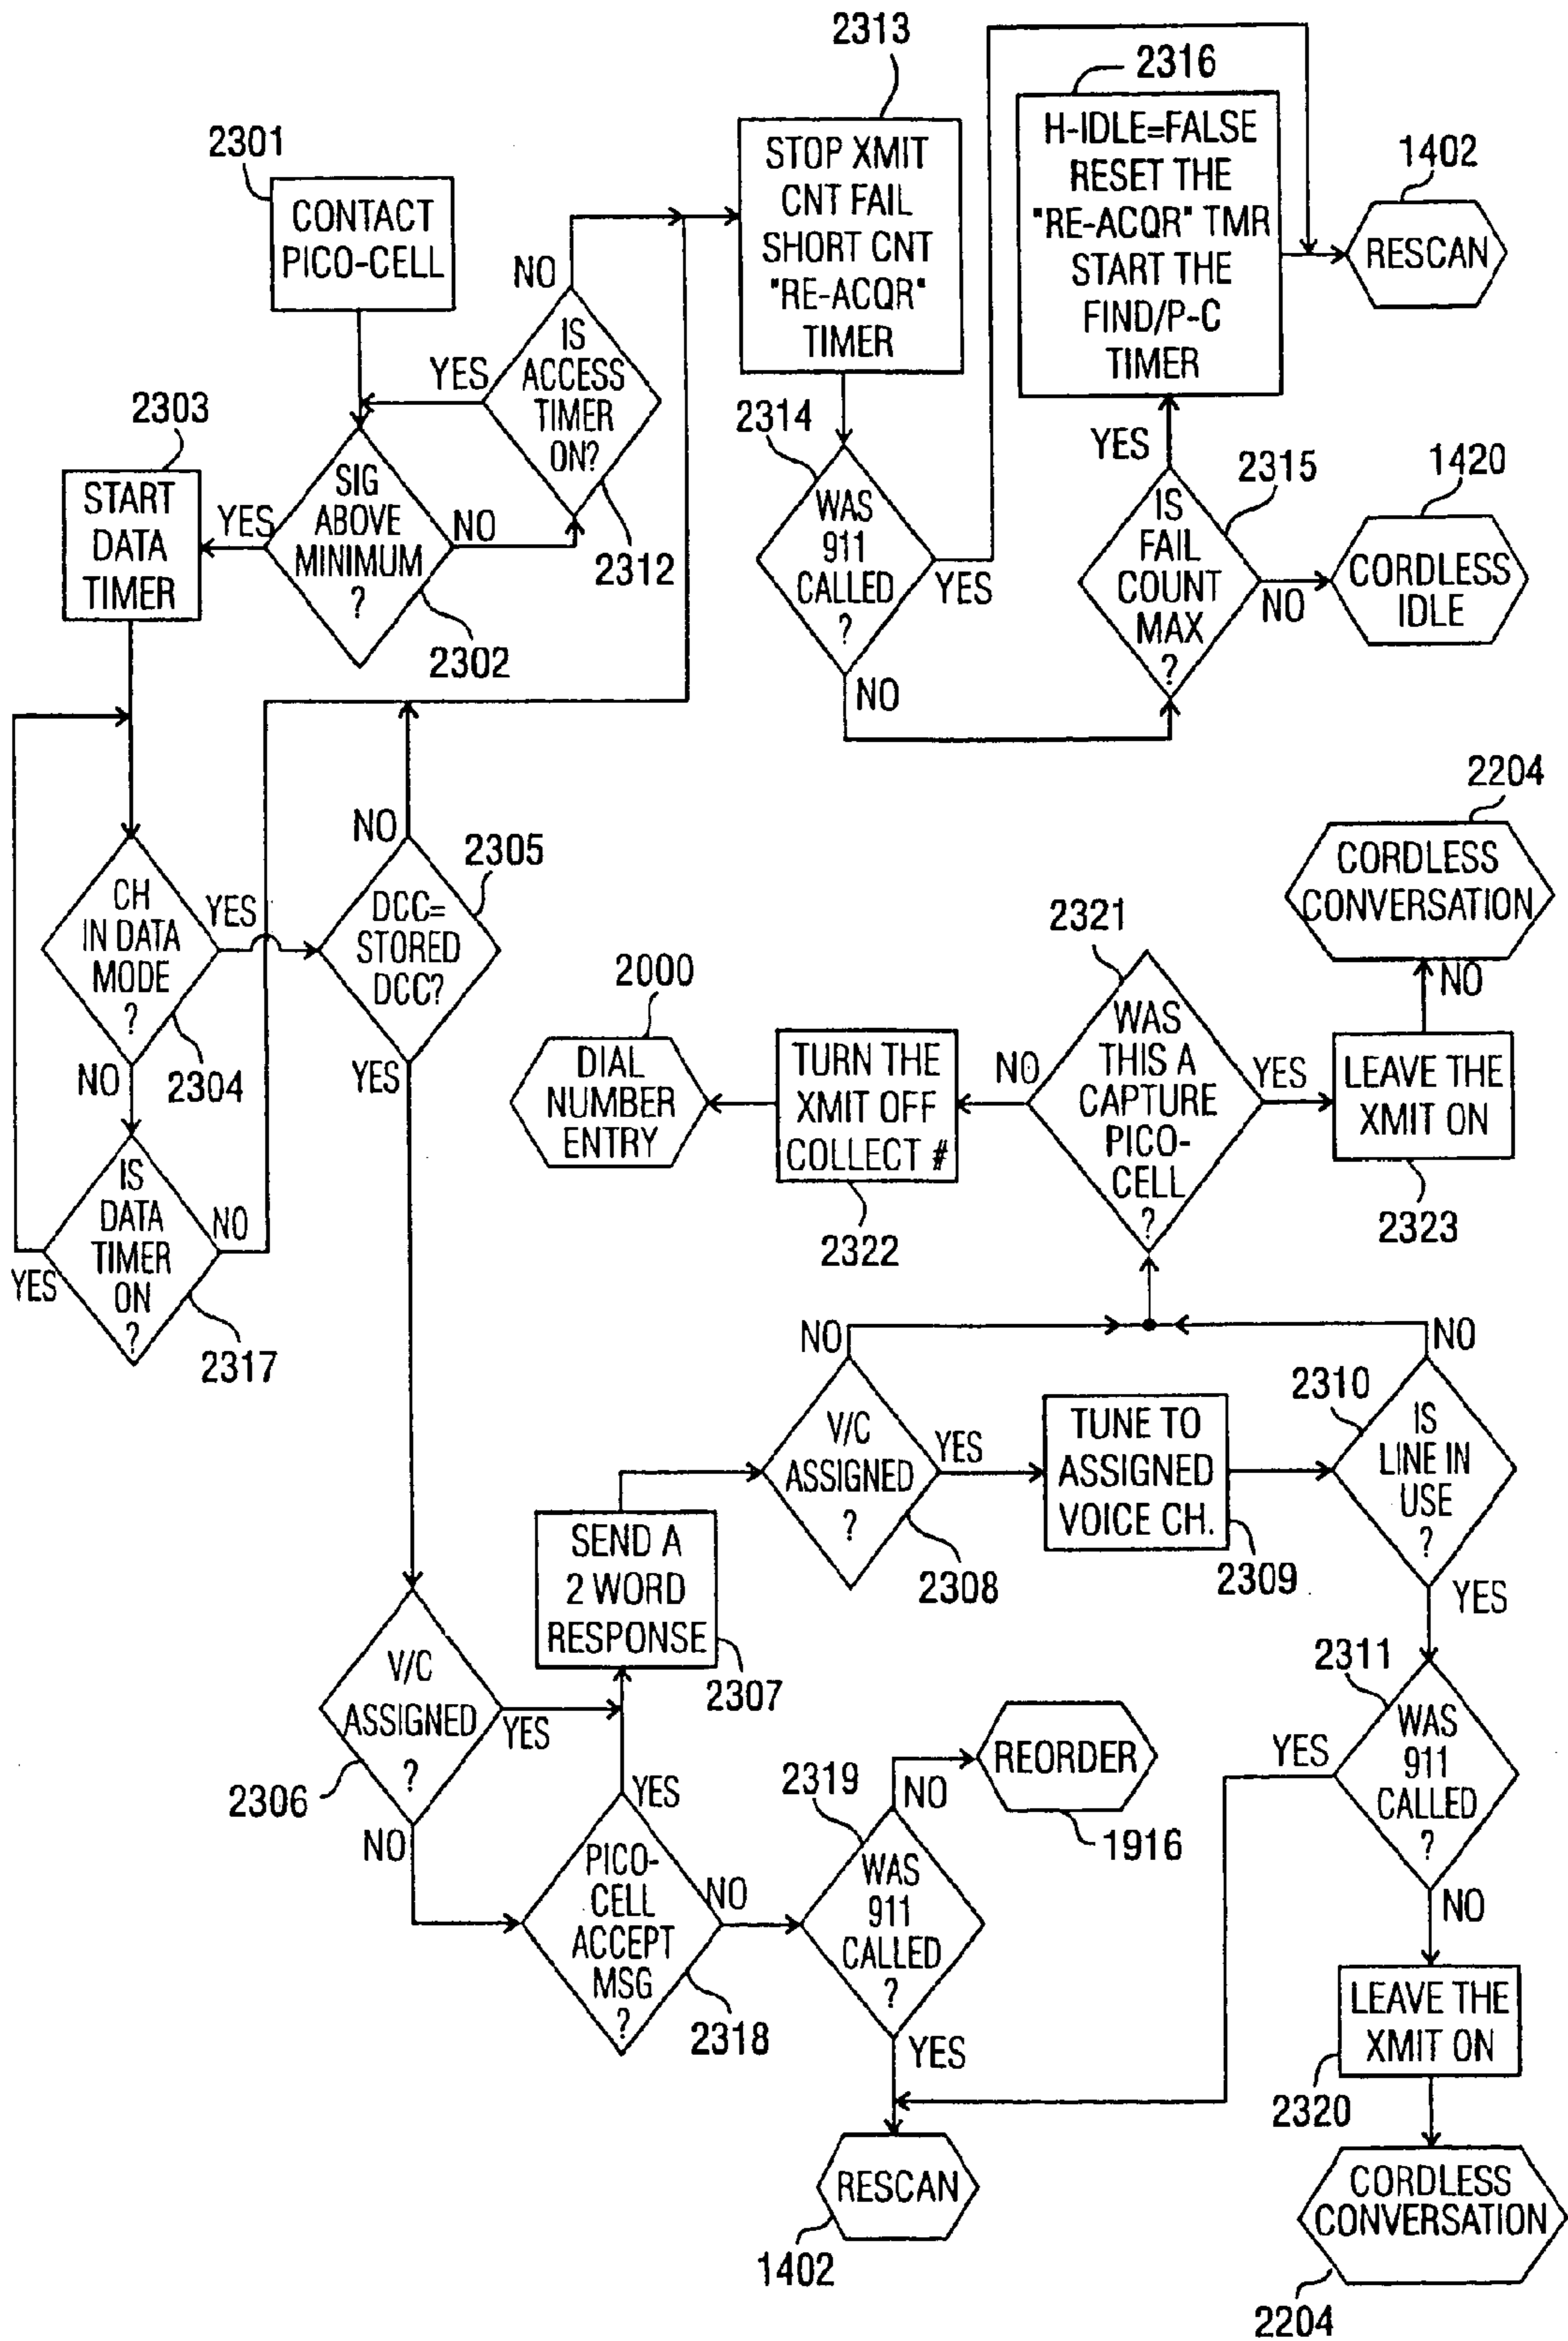 2313
2316
H-IDLE=FALSE
RESET THE
"RE-ACQR" TMR
START THE
FIND/P-C
TIMER
2301
CONTACT
PICO-CELL
STOP XMIT
CNT FAIL
SHORT CNT
"RE-ACQR"
TIMER
1402
RESCAN
NO
IS
ACCESS
TIMER
ON?
YES
2312
2303
START
DATA
TIMER
YES
SIG
ABOVE
MINIMUM
?
NO
2302
2314
WAS
911
CALLED
?
YES
NO
YES
2315
IS
FAIL
COUNT
MAX
?
NO
1420
CORDLESS
IDLE
CH
IN DATA
MODE
?
YES
NO
2304
NO
2305
DCC=
STORED
DCC?
YES
IS
DATA
TIMER
ON
?
NO
YES
2317
2204
CORDLESS
CONVERSATION
NO
2321
WAS
THIS A
CAPTURE
PICO-
CELL
?
NO
YES
2000
DIAL
NUMBER
ENTRY
TURN THE
XMIT OFF
COLLECT #
2322
LEAVE THE
XMIT ON
2323
NO
V/C
ASSIGNED
?
YES
2308
TUNE TO
ASSIGNED
VOICE CH.
2309
NO
2310
IS
LINE IN
USE
?
YES
SEND A
2 WORD
RESPONSE
2307
V/C
ASSIGNED
?
YES
2306
NO
YES
PICO-
CELL
ACCEPT
MSG
?
NO
2318
2319
NO
WAS
911
CALLED
?
YES
REORDER
1916
2311
WAS
911
CALLED
?
YES
NO
LEAVE THE
XMIT ON
2320
RESCAN
1402
CORDLESS
CONVERSATION
2204